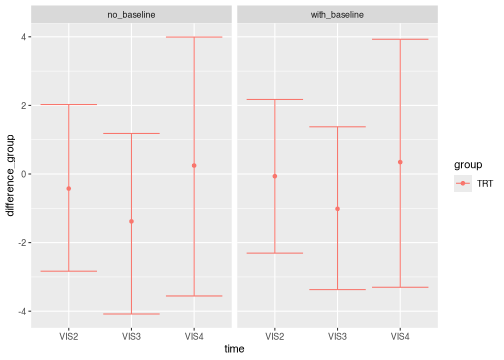 no_baseline
with_baseline
4
2
0
-2
-4
difference_group
VIS2
VIS3
VIS4
VIS2
VIS3
VIS4
time
group
TRT